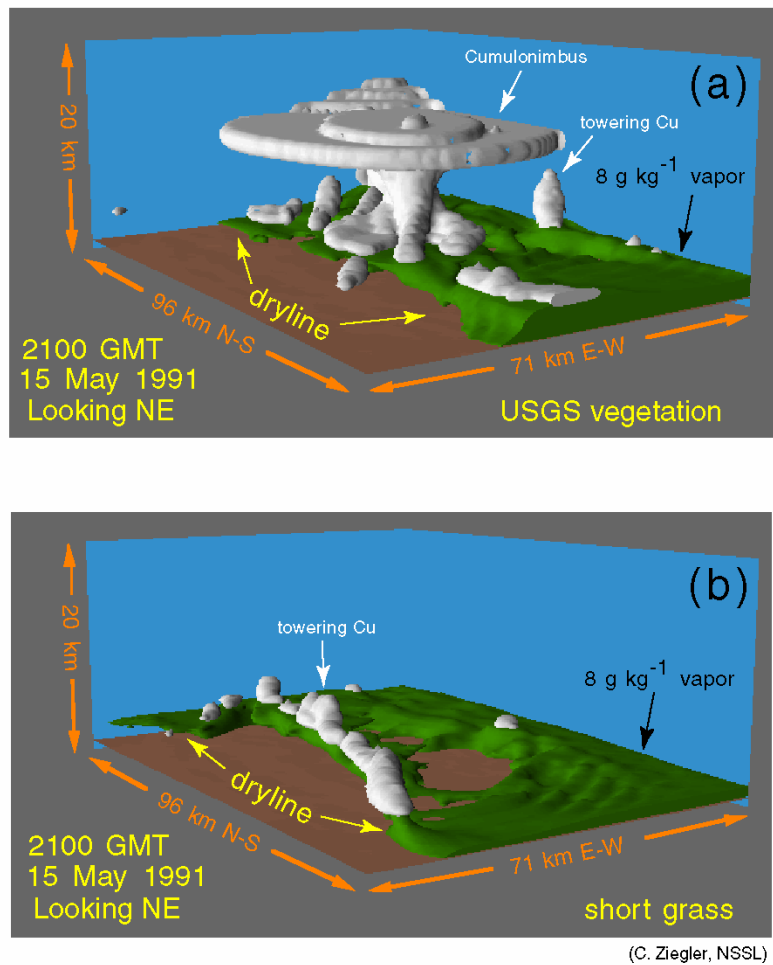 (a)
Cumulonimbus
towering Cu
8 g kg⁻¹ vapor
20 km
dryline
96 km N-S
71 km E-W
2100 GMT
15 May 1991
Looking NE
USGS vegetation
(b)
towering Cu
8 g kg⁻¹ vapor
20 km
dryline
96 km N-S
71 km E-W
2100 GMT
15 May 1991
Looking NE
short grass
(C. Ziegler, NSSL)